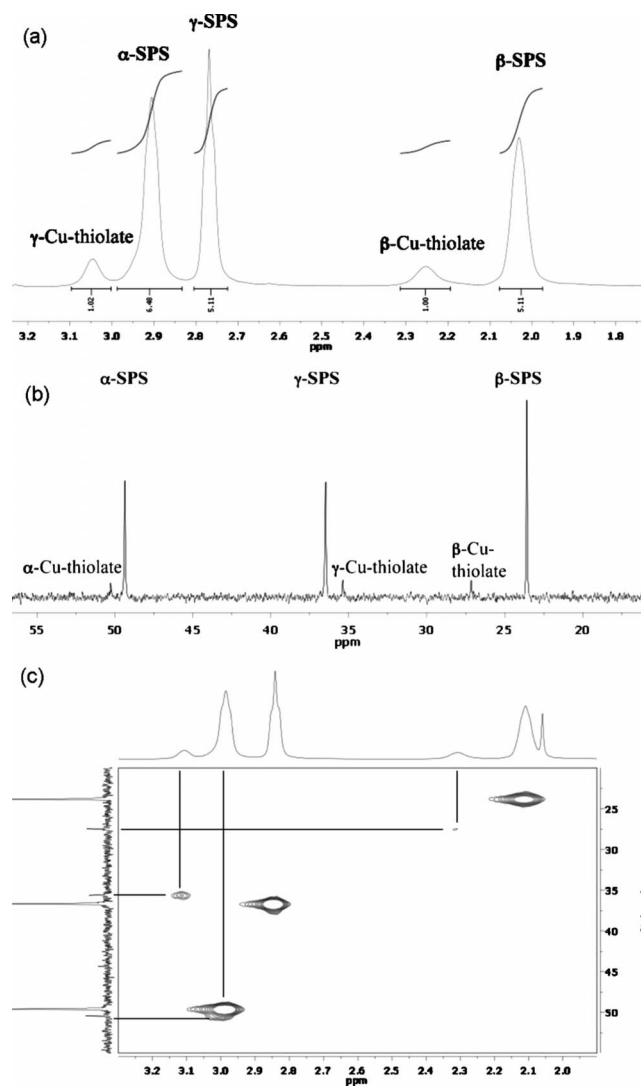 (a)
γ-SPS
α-SPS
β-SPS
γ-Cu-thiolate
β-Cu-thiolate
1.02
6.48
5.11
1.00
5.11
3.2 3.1 3.0 2.9 2.8 2.7 2.6 2.5 2.4 2.3 2.2 2.1 2.0 1.9 1.8
ppm
α-SPS γ-SPS β-SPS
(b)
α-Cu-thiolate
γ-Cu-thiolate
β-Cu-
thiolate
55 50 45 40 35 30 25 20
ppm
(c)
25
30
35
40
45
50
3.2 3.1 3.0 2.9 2.8 2.7 2.6 2.5 2.4 2.3 2.2 2.1 2.0
ppm